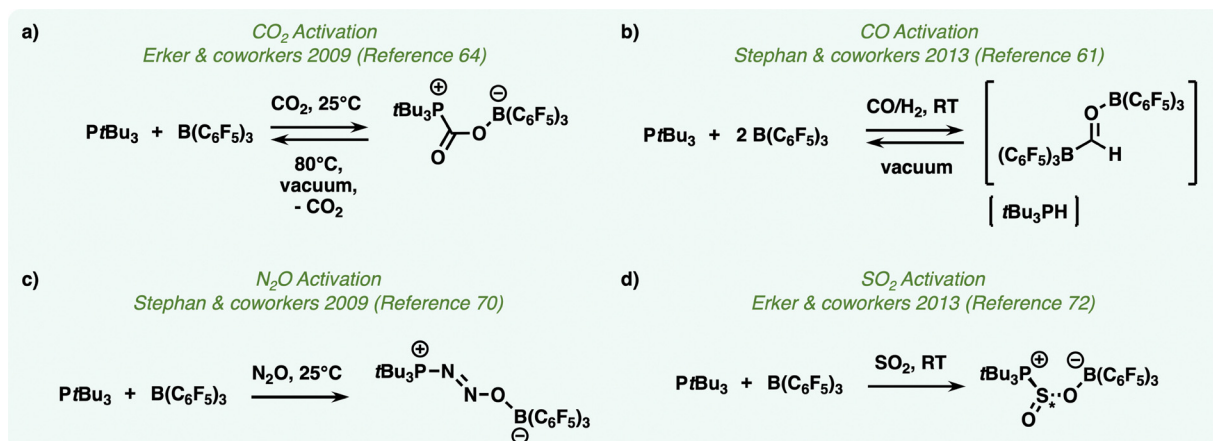 a)
CO2 Activation
Erker & coworkers 2009 (Reference 64)
PtBu3 + B(C6F5)3
CO2, 25°C
80°C,
vacuum,
- CO2
⊕
⊖
tBu3P
B(C6F5)3
O
O
b)
CO Activation
Stephan & coworkers 2013 (Reference 61)
PtBu3 + 2 B(C6F5)3
CO/H2, RT
vacuum
B(C6F5)3
O
(C6F5)3B
H
[ tBu3PH ]
c)
N2O Activation
Stephan & coworkers 2009 (Reference 70)
PtBu3 + B(C6F5)3
N2O, 25°C
⊕
tBu3P–N
N–O
B(C6F5)3
⊖
d)
SO2 Activation
Erker & coworkers 2013 (Reference 72)
PtBu3 + B(C6F5)3
SO2, RT
⊕
⊖
tBu3P
B(C6F5)3
S
*
O
O